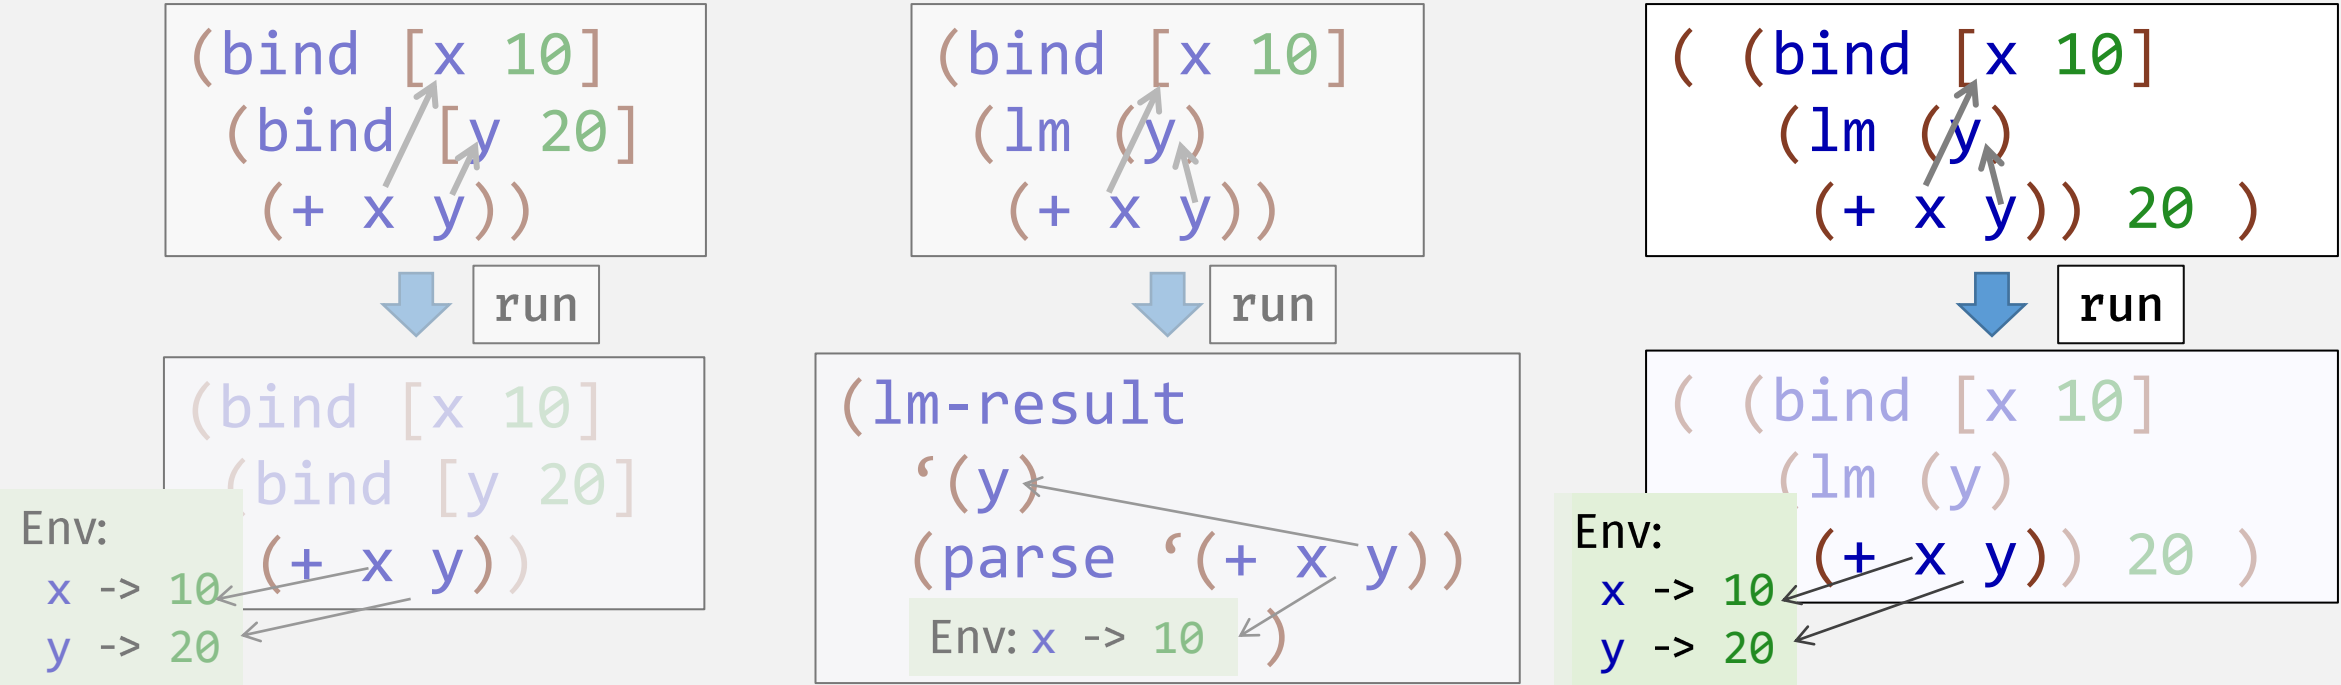 (bind [x 10]
(bind [y 20]
(+ x y))
run
(bind [x 10]
(bind [y 20]
(+ x y))
Env:
x -> 10
y -> 20
(bind [x 10]
(lm (y)
(+ x y))
run
(lm-result
‘(y)
(parse ‘(+ x y))
Env: x -> 10
)
( (bind [x 10]
(lm (y)
(+ x y)) 20 )
run
( (bind [x 10]
(lm (y)
(+ x y)) 20 )
Env:
x -> 10
y -> 20